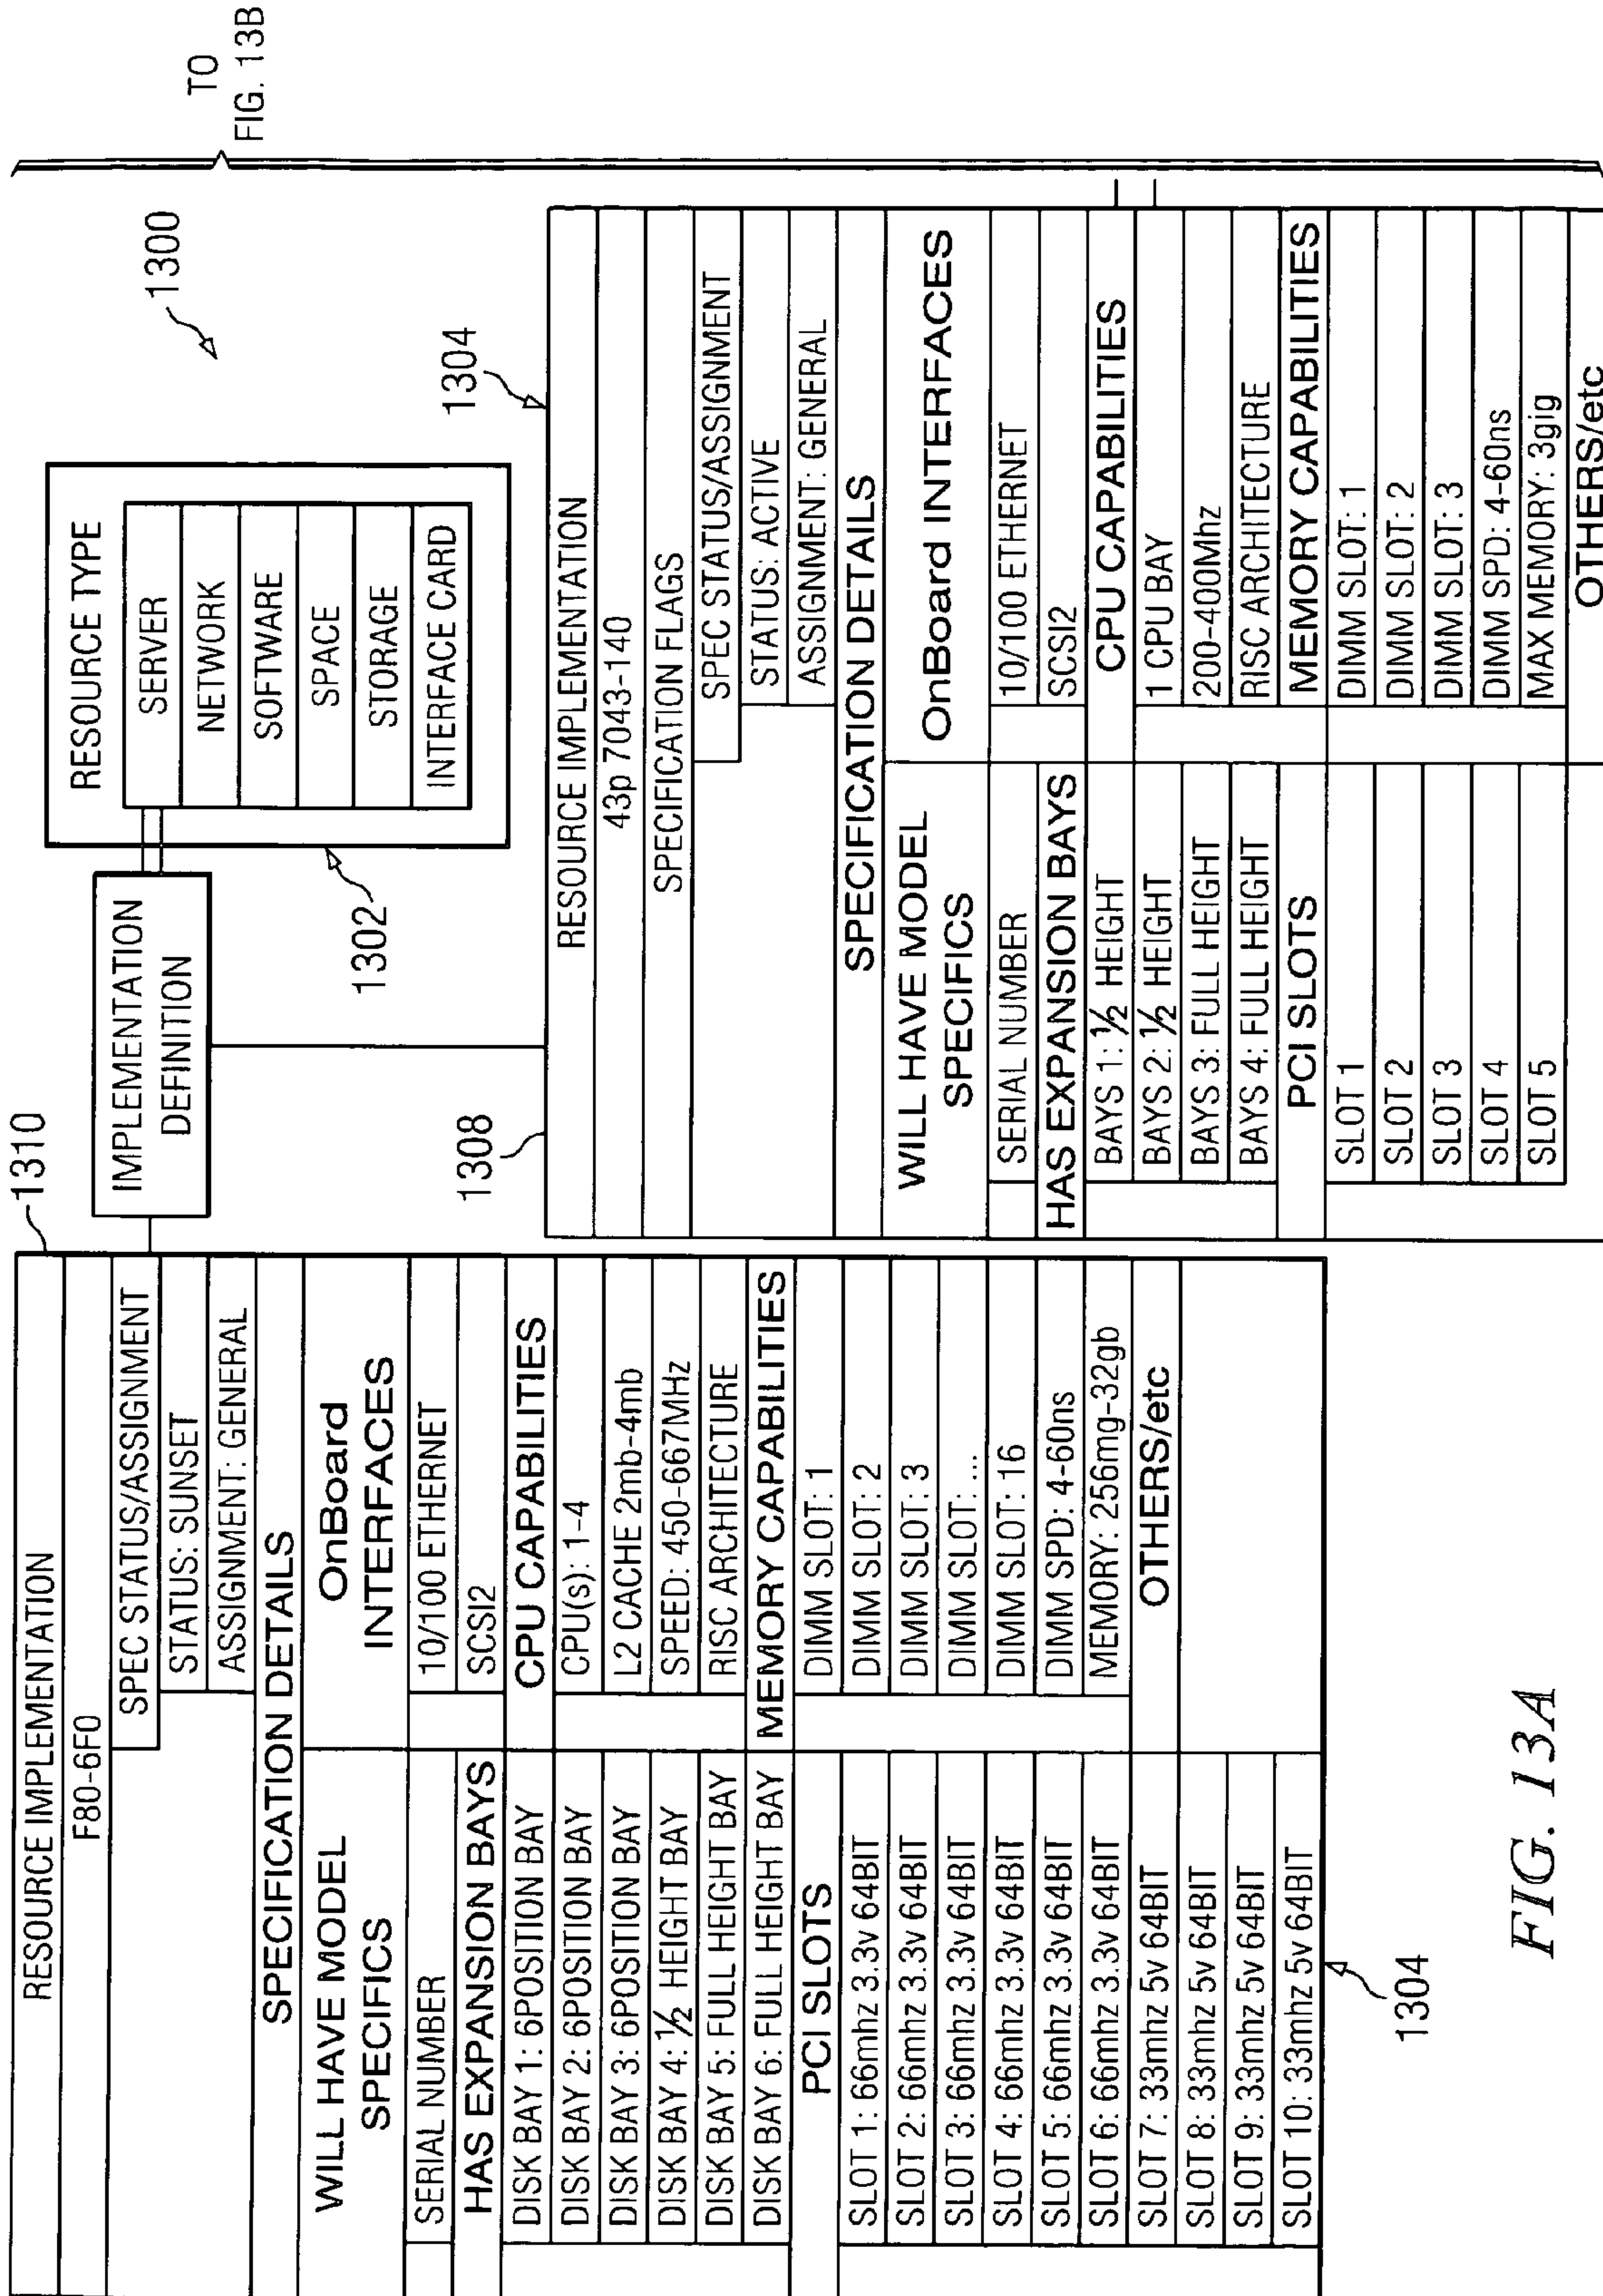 1310
RESOURCE IMPLEMENTATION
F80-6F0
SPEC STATUS/ASSIGNMENT
STATUS: SUNSET
ASSIGNMENT: GENERAL
SPECIFICATION DETAILS
WILL HAVE MODEL
SPECIFICS
SERIAL NUMBER
HAS EXPANSION BAYS
DISK BAY 1: 6POSITION BAY
DISK BAY 2: 6POSITION BAY
DISK BAY 3: 6POSITION BAY
DISK BAY 4: ½ HEIGHT BAY
DISK BAY 5: FULL HEIGHT BAY
DISK BAY 6: FULL HEIGHT BAY
PCI SLOTS
SLOT 1: 66mhz 3.3v 64BIT
SLOT 2: 66mhz 3.3v 64BIT
SLOT 3: 66mhz 3.3v 64BIT
SLOT 4: 66mhz 3.3v 64BIT
SLOT 5: 66mhz 3.3v 64BIT
SLOT 6: 66mhz 3.3v 64BIT
SLOT 7: 33mhz 5v 64BIT
SLOT 8: 33mhz 5v 64BIT
SLOT 9: 33mhz 5v 64BIT
SLOT 10: 33mhz 5v 64BIT
OnBoard
INTERFACES
10/100 ETHERNET
SCSI2
CPU CAPABILITIES
CPU(s): 1-4
L2 CACHE 2mb-4mb
SPEED: 450-667MHz
RISC ARCHITECTURE
MEMORY CAPABILITIES
DIMM SLOT: 1
DIMM SLOT: 2
DIMM SLOT: 3
DIMM SLOT: ...
DIMM SLOT: 16
DIMM SPD: 4-60ns
MEMORY: 256mg-32gb
OTHERS/etc
1304
IMPLEMENTATION
DEFINITION
RESOURCE TYPE
SERVER
NETWORK
SOFTWARE
SPACE
STORAGE
INTERFACE CARD
1302
1300
TO
FIG. 13B
1308
1304
RESOURCE IMPLEMENTATION
43p 7043-140
SPECIFICATION FLAGS
SPEC STATUS/ASSIGNMENT
STATUS: ACTIVE
ASSIGNMENT: GENERAL
SPECIFICATION DETAILS
WILL HAVE MODEL
SPECIFICS
SERIAL NUMBER
HAS EXPANSION BAYS
BAYS 1: ½ HEIGHT
BAYS 2: ½ HEIGHT
BAYS 3: FULL HEIGHT
BAYS 4: FULL HEIGHT
PCI SLOTS
SLOT 1
SLOT 2
SLOT 3
SLOT 4
SLOT 5
OnBoard INTERFACES
10/100 ETHERNET
SCSI2
CPU CAPABILITIES
1 CPU BAY
200-400Mhz
RISC ARCHITECTURE
MEMORY CAPABILITIES
DIMM SLOT: 1
DIMM SLOT: 2
DIMM SLOT: 3
DIMM SPD: 4-60ns
MAX MEMORY: 3gig
OTHERS/etc
FIG. 13A